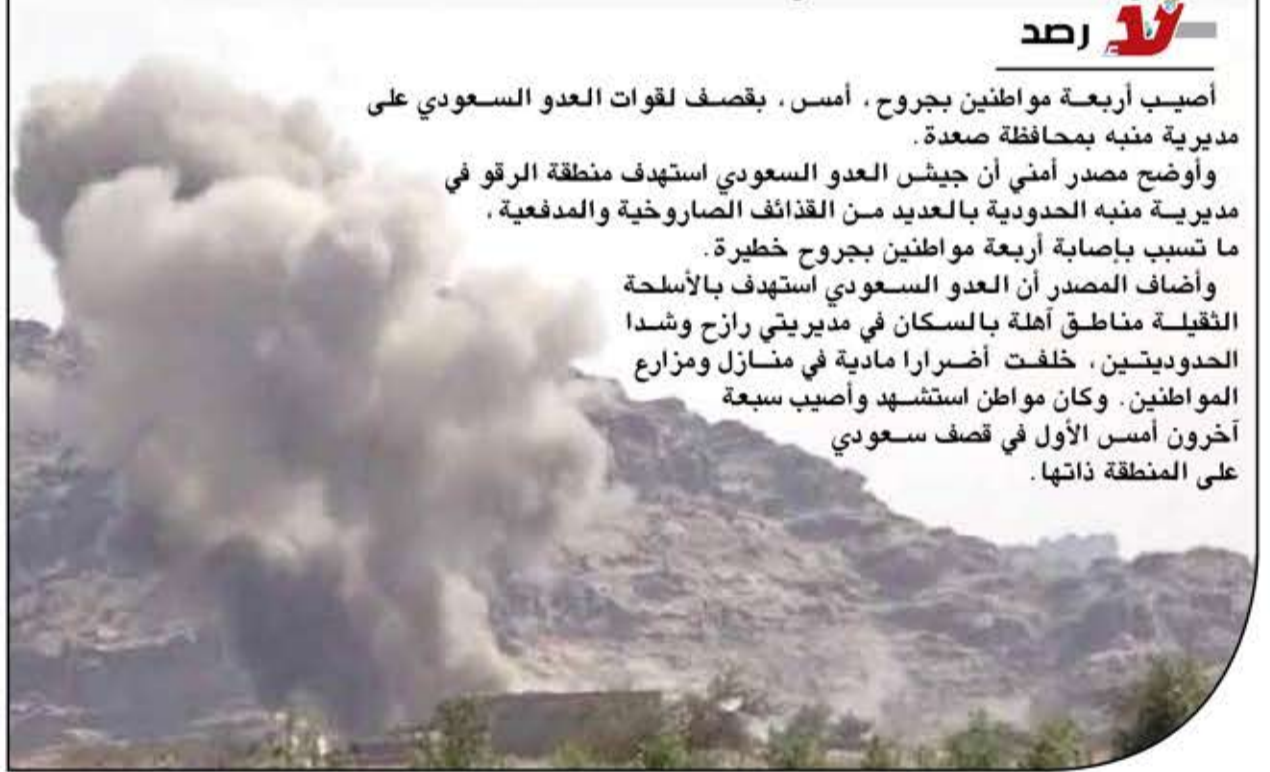 رصد
أصيب أربعة مواطنين بجروح، أمس، بقصف لقوات العدو السعودي على
مديرية منبه بمحافظة صعدة.
وأوضح مصدر أمني أن جيش العدو السعودي استهدف منطقة الرقو في
مديرية منبه الحدودية بالعديد من القذائف الصاروخية والمدفعية،
ما تسبب بإصابة أربعة مواطنين بجروح خطيرة.
وأضاف المصدر أن العدو السعودي استهدف بالأسلحة
الثقيلة مناطق آهلة بالسكان في مديريتي رازح وشدا
الحدوديتين، خلفت أضرارا مادية في منازل ومزارع
المواطنين. وكان مواطن استشهد وأصيب سبعة
آخرون أمس الأول في قصف سعودي
على المنطقة ذاتها.